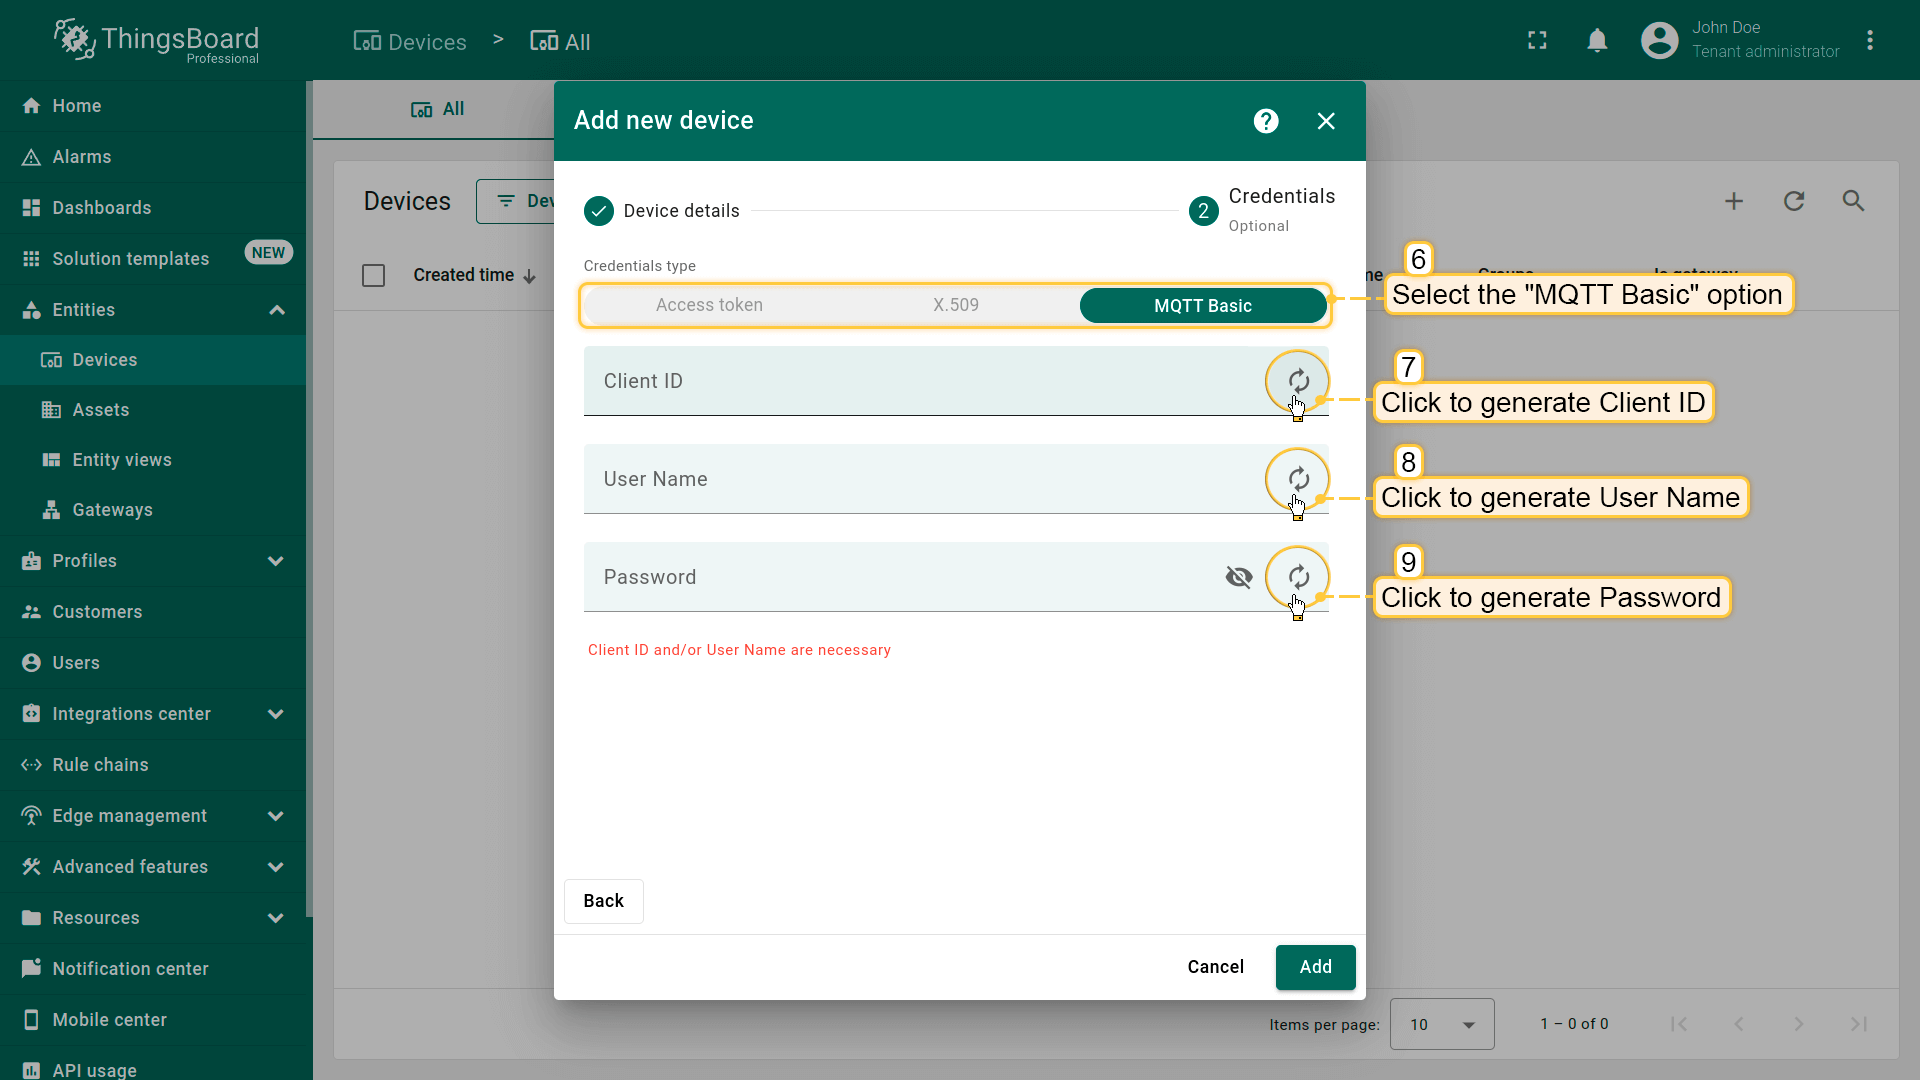 ThingsBoard
Professional
Devices > All
John Doe
Tenant administrator
Home
Alarms
Dashboards
Solution templates NEW
Entities
Devices
Assets
Entity views
Gateways
Profiles
Customers
Users
Integrations center
Rule chains
Edge management
Advanced features
Resources
Notification center
Mobile center
API usage
All
Devices
Dev
Created time
Groups
Is gateway
Add new device
Device details
2
Credentials
Optional
Credentials type
Access token X.509 MQTT Basic
6
Select the "MQTT Basic" option
Client ID
7
Click to generate Client ID
User Name
8
Click to generate User Name
Password
9
Click to generate Password
Client ID and/or User Name are necessary
Back
Cancel Add
Items per page: 10 1 – 0 of 0